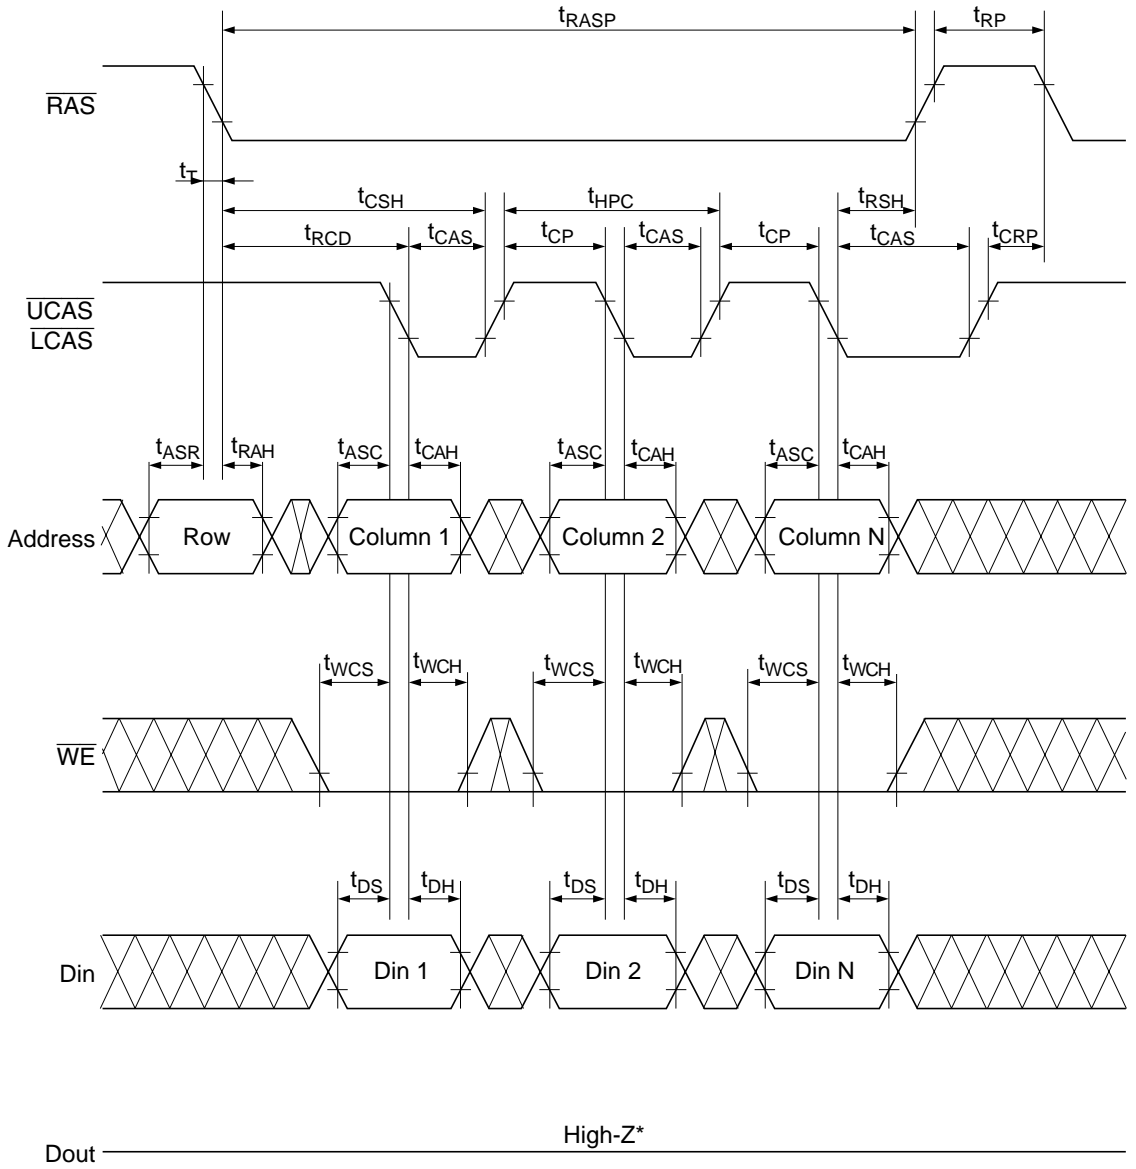 tRASP
tRP
RAS
tT
tCSH
tHPC
tRSH
tRCD
tCAS
tCP
tCAS
tCP
tCAS
tCRP
UCAS
LCAS
tASR
tRAH
tASC
tCAH
tASC
tCAH
tASC
tCAH
Address
Row
Column 1
Column 2
Column N
tWCS
tWCH
tWCS
tWCH
tWCS
tWCH
WE
tDS
tDH
tDS
tDH
tDS
tDH
Din
Din 1
Din 2
Din N
High-Z*
Dout